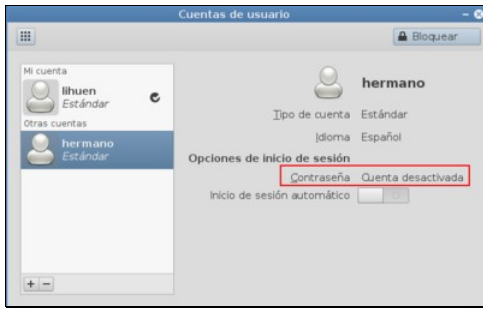 Cuentas de usuario
Bloquear
Mi cuenta
lihuen
Estándar
Otras cuentas
hermano
Estándar
hermano
Tipo de cuenta Estándar
Idioma Español
Opciones de inicio de sesión
Contraseña Cuenta desactivada
Inicio de sesión automático